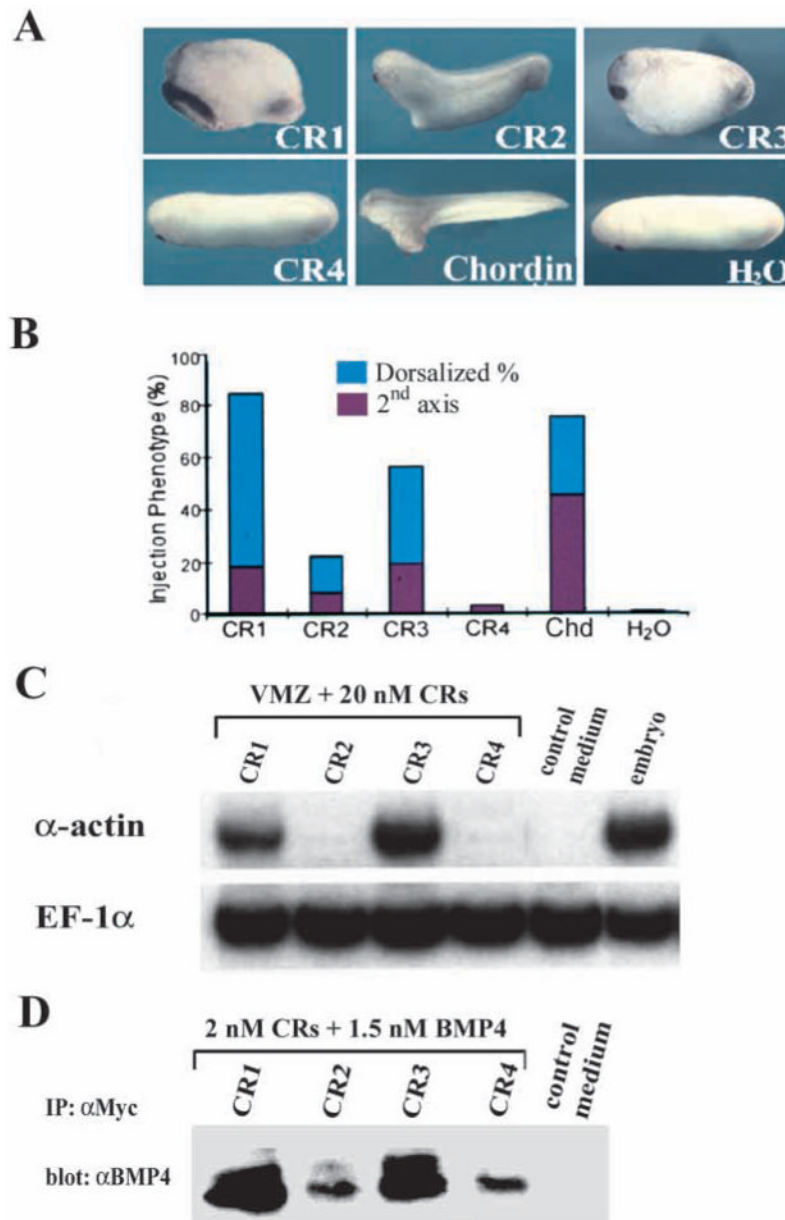 A
CR1
CR2
CR3
CR4
Chordin
H₂O
B
Injection Phenotype (%)
100
80
60
40
20
0
Dorsalized %
2nd axis
CR1 CR2 CR3 CR4 Chd H₂O
C
VMZ + 20 nM CRs
CR1 CR2 CR3 CR4 control medium embryo
α-actin
EF-1α
D
2 nM CRs + 1.5 nM BMP4
CR1 CR2 CR3 CR4 control medium
IP: αMyc
blot: αBMP4